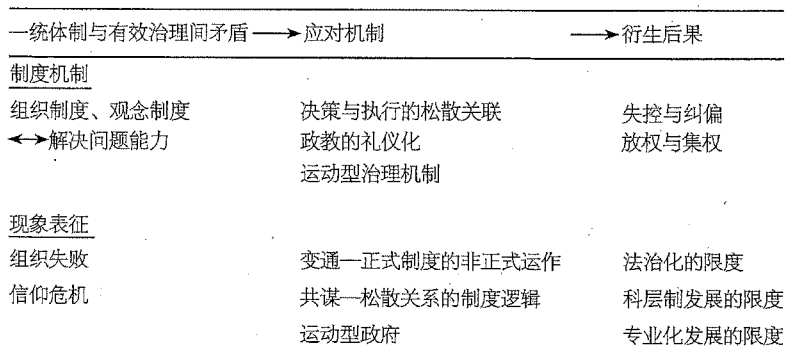 一统体制与有效治理间矛盾⟶应对机制 ⟶衍生后果
制度机制
组织制度、观念制度 决策与执行的松散关联 失控与纠偏
⟷解决问题能力 政教的礼仪化 放权与集权
运动型治理机制
现象表征
组织失败 变通—正式制度的非正式运作 法治化的限度
信仰危机 共谋—松散关系的制度逻辑 科层制发展的限度
运动型政府 专业化发展的限度